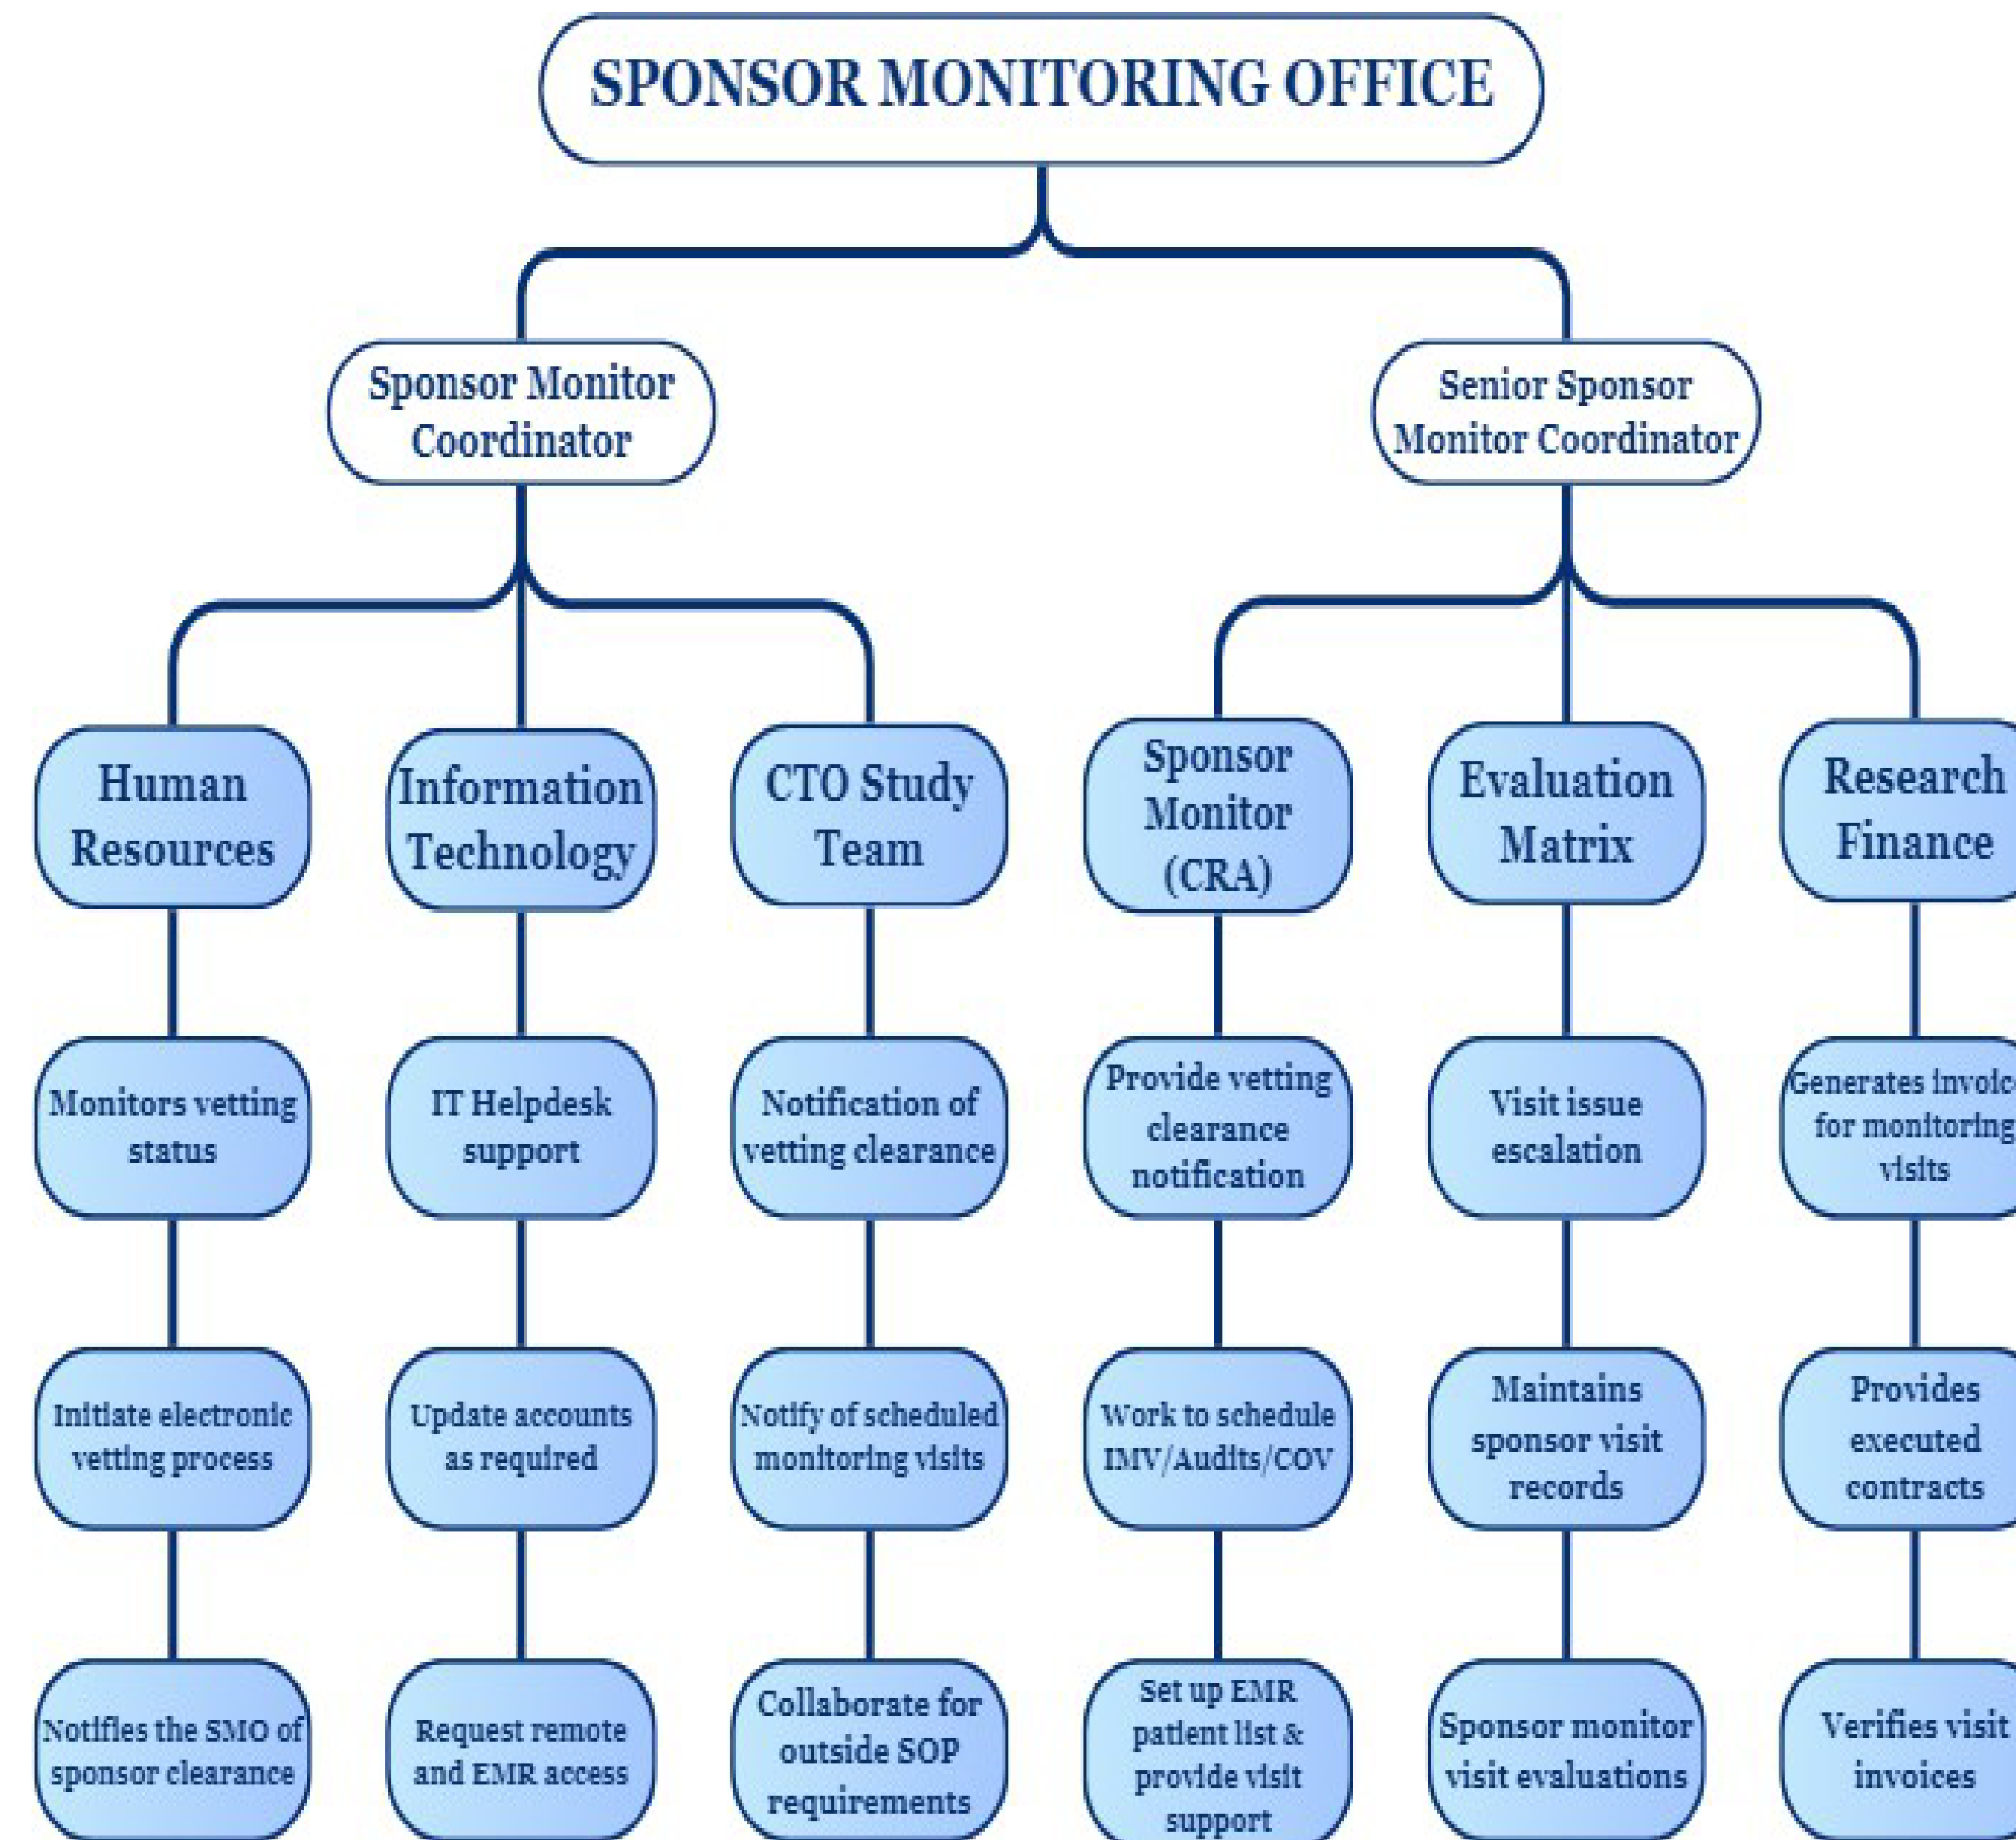 SPONSOR MONITORING OFFICE
Sponsor Monitor
Coordinator
Senior Sponsor
Monitor Coordinator
Human
Resources
Information
Technology
CTO Study
Team
Sponsor
Monitor
(CRA)
Evaluation
Matrix
Research
Finance
Monitors vetting
status
IT Helpdesk
support
Notification of
vetting clearance
Provide vetting
clearance
notification
Visit issue
escalation
Generates
for monitoring
visits
Initiate electronic
vetting process
Update accounts
as required
Notify of scheduled
monitoring visits
Work to schedule
IMV/Audits/COV
Maintains
sponsor visit
records
Provides
executed
contracts
Notifies the SMO of
sponsor clearance
Request remote
and EMR access
Collaborate for
outside SOP
requirements
Set up EMR
patient list &
provide visit
support
Sponsor monitor
visit evaluations
Verifies visit
invoices